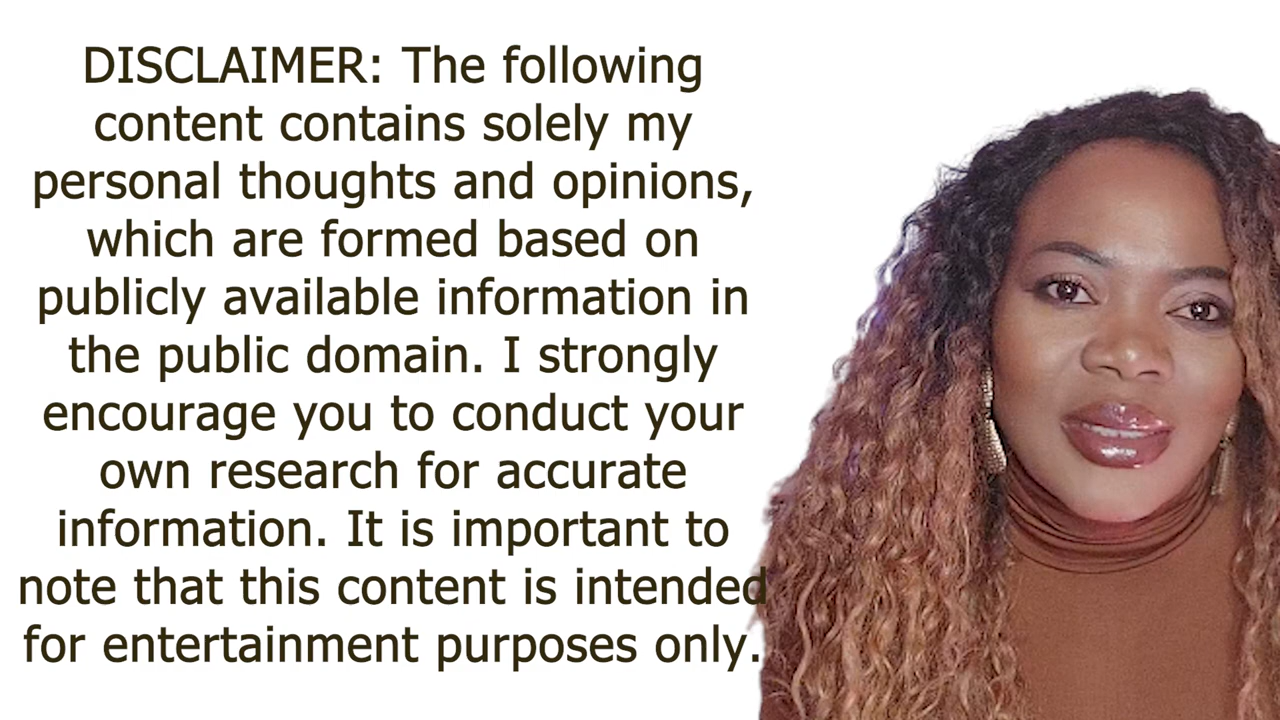 DISCLAIMER: The following
content contains solely my
personal thoughts and opinions,
which are formed based on
publicly available information in
the public domain. I strongly
encourage you to conduct your
own research for accurate
information. It is important to
note that this content is intended
for entertainment purposes only.